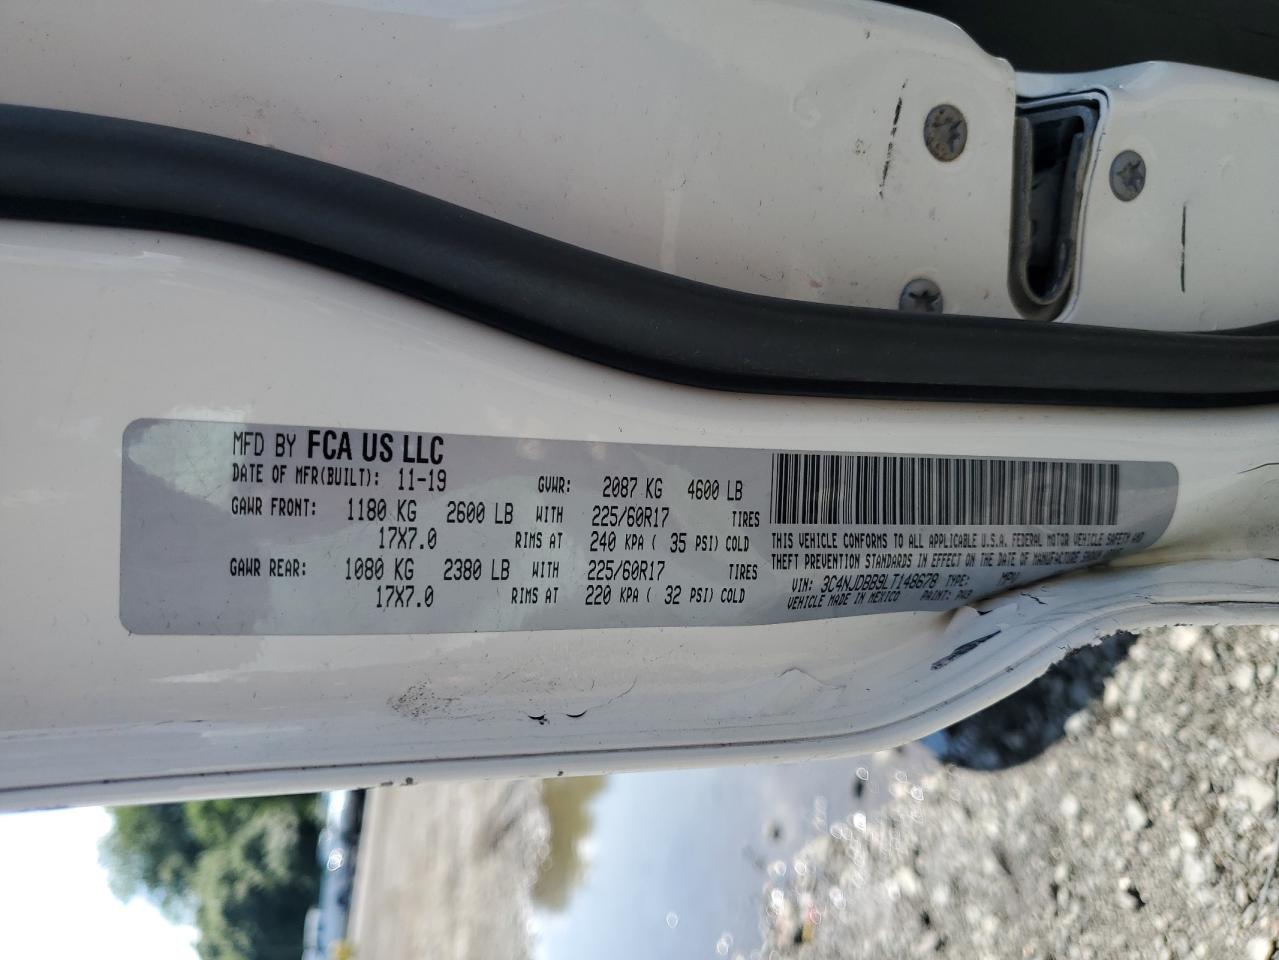 MFD BY FCA US LLC
DATE OF MFR(BUILT): 11-19 GVWR: 2087 KG 4600 LB
GAWR FRONT: 1180 KG 2600 LB WITH 225/60R17 TIRES
17X7.0 RIMS AT 240 KPA ( 35 PSI) COLD
GAWR REAR: 1080 KG 2380 LB WITH 225/60R17 TIRES
17X7.0 RIMS AT 220 KPA ( 32 PSI) COLD
THIS VEHICLE CONFORMS TO ALL APPLICABLE U.S.A. FEDERAL MOTOR VEHICLE SAFETY AND
THEFT PREVENTION STANDARDS IN EFFECT ON THE DATE OF MANUFACTURE SHOWN
VIN: 3C4NJDBB9LT148678 TYPE: MPV
VEHICLE MADE IN MEXICO PAINT: PW3